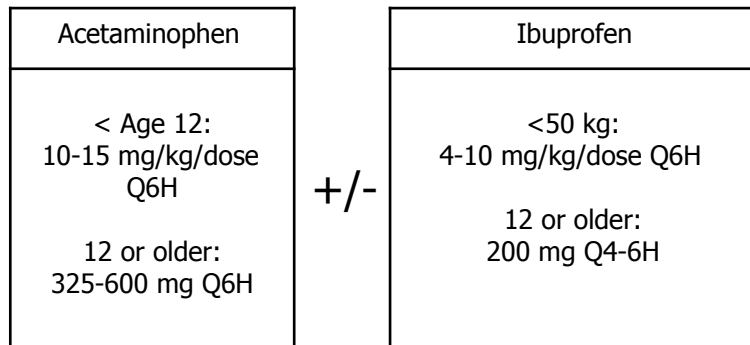 Acetaminophen
< Age 12:
10-15 mg/kg/dose
Q6H
12 or older:
325-600 mg Q6H
+/-
Ibuprofen
<50 kg:
4-10 mg/kg/dose Q6H
12 or older:
200 mg Q4-6H